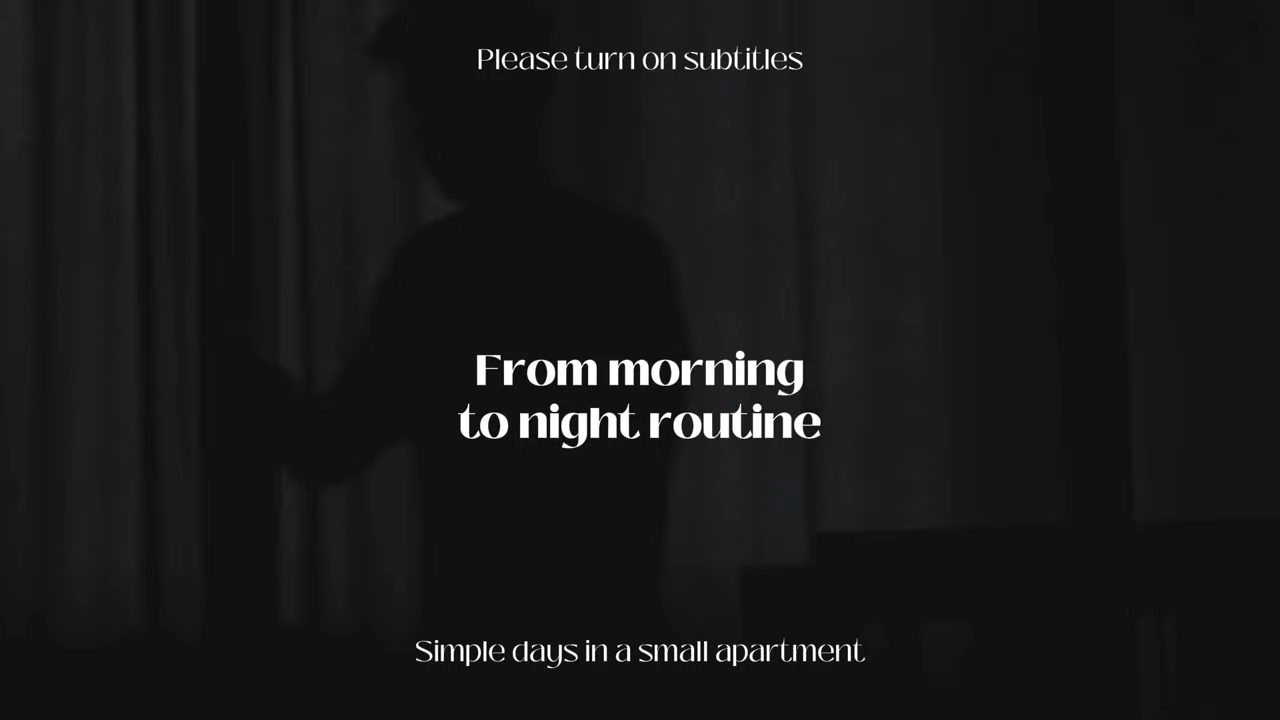 Please turn on subtitles
From morning
to night routine
Simple days in a small apartment